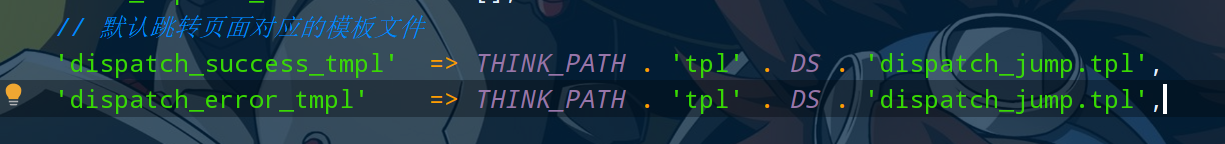 // 默认跳转页面对应的模板文件
'dispatch_success_tmpl'  => THINK_PATH . 'tpl' . DS . 'dispatch_jump.tpl',
'dispatch_error_tmpl'    => THINK_PATH . 'tpl' . DS . 'dispatch_jump.tpl',